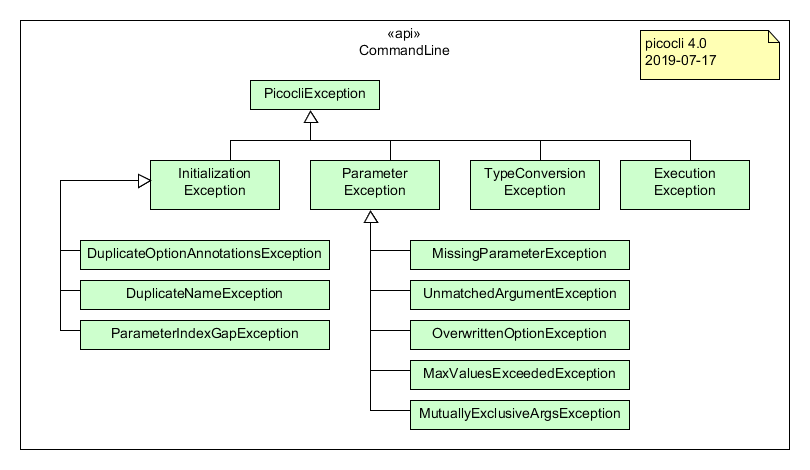 «api»
CommandLine
picocli 4.0
2019-07-17
PicocliException
Initialization
Exception
Parameter
Exception
TypeConversion
Exception
Execution
Exception
DuplicateOptionAnnotationsException
DuplicateNameException
ParameterIndexGapException
MissingParameterException
UnmatchedArgumentException
OverwrittenOptionException
MaxValuesExceededException
MutuallyExclusiveArgsException